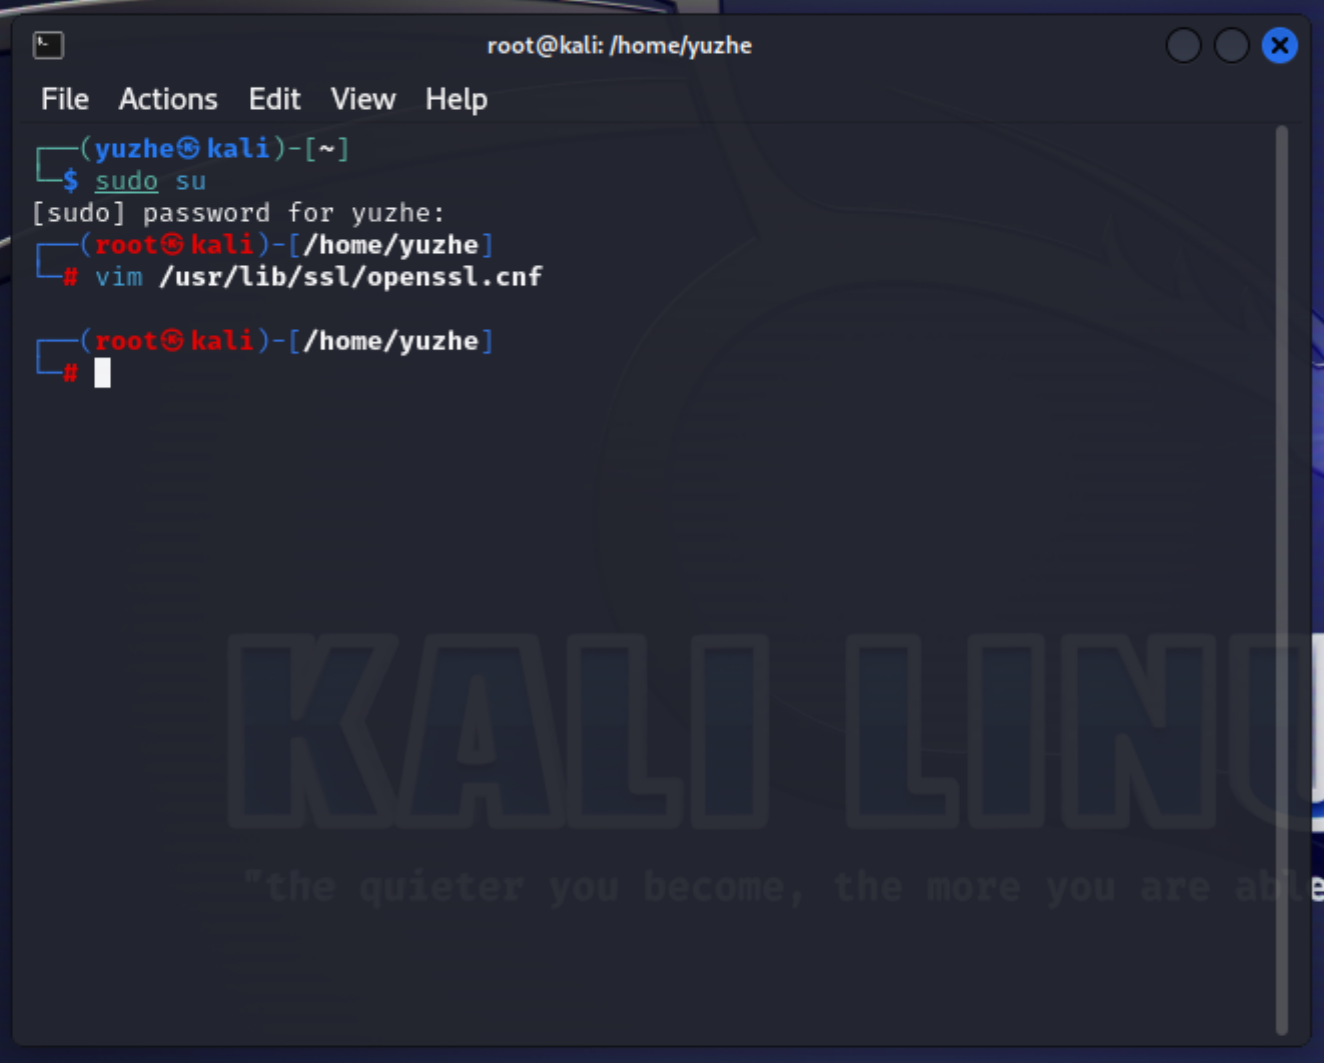 root@kali: /home/yuzhe
File Actions Edit View Help
┌──(yuzhe㉿kali)-[~]
└─$ sudo su
[sudo] password for yuzhe:
┌──(root㉿kali)-[/home/yuzhe]
└─# vim /usr/lib/ssl/openssl.cnf
┌──(root㉿kali)-[/home/yuzhe]
└─#
KALI LINU
"the quieter you become, the more you are able